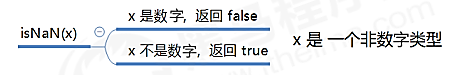 x 是数字，返回 false
isNaN(x)
x 不是数字，返回 true
x 是 一个非数字类型